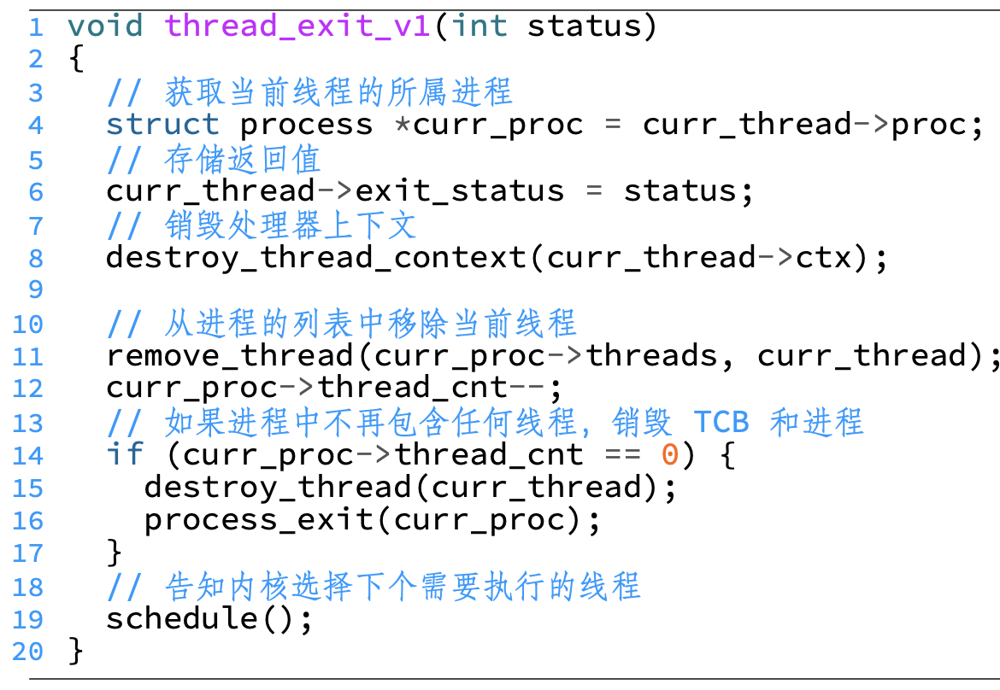 1 void thread_exit_v1(int status)
2 {
3 // 获取当前线程的所属进程
4 struct process *curr_proc = curr_thread->proc;
5 // 存储返回值
6 curr_thread->exit_status = status;
7 // 销毁处理器上下文
8 destroy_thread_context(curr_thread->ctx);
9
10 // 从进程的列表中移除当前线程
11 remove_thread(curr_proc->threads, curr_thread);
12 curr_proc->thread_cnt--;
13 // 如果进程中不再包含任何线程，销毁 TCB 和进程
14 if (curr_proc->thread_cnt == 0) {
15 destroy_thread(curr_thread);
16 process_exit(curr_proc);
17 }
18 // 告知内核选择下个需要执行的线程
19 schedule();
20 }